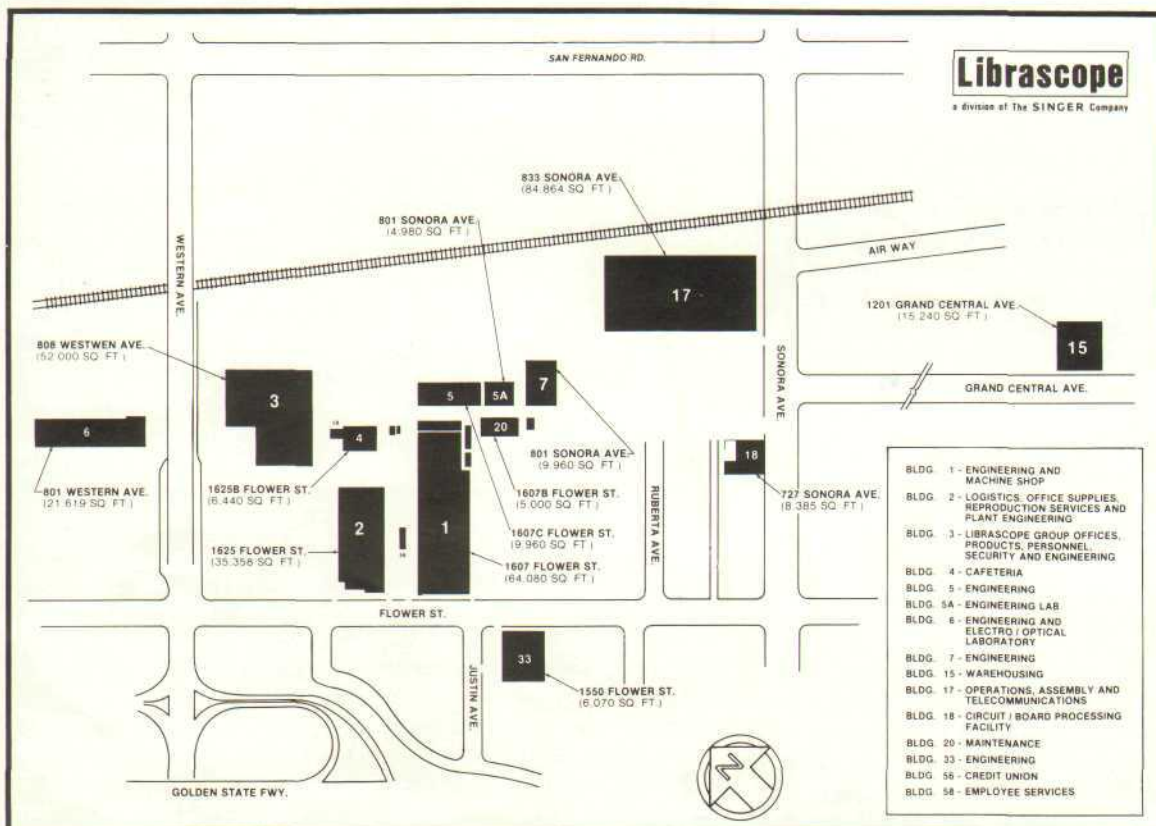 SAN FERNANDO RD.
Librascope
a division of The SINGER Company
833 SONORA AVE.
(84.864 SQ FT.)
801 SONORA AVE.
(4.980 SQ. FT.)
WESTERN AVE.
AIR WAY
17
1201 GRAND CENTRAL AVE.
(15.240 SQ FT.)
15
808 WESTWEN AVE.
(52.000 SQ FT.)
SONORA AVE.
GRAND CENTRAL AVE.
3
5
5A
7
6
4
20
801 WESTERN AVE.
(21.619 SQ. FT.)
1625B FLOWER ST.
(6.440 SQ. FT.)
801 SONORA AVE.
(9.960 SQ. FT.)
18
1607B FLOWER ST.
(5.000 SQ. FT.)
727 SONORA AVE.
(8.385 SQ. FT.)
RUBERTA AVE.
1607C FLOWER ST.
(9.960 SQ. FT.)
2
1
1625 FLOWER ST.
(35.358 SQ. FT.)
1607 FLOWER ST.
(64.080 SQ. FT.)
FLOWER ST.
33
JUSTIN AVE.
1550 FLOWER ST.
(6.070 SQ FT.)
GOLDEN STATE FWY.
N
BLDG. 1 - ENGINEERING AND
MACHINE SHOP
BLDG. 2 - LOGISTICS, OFFICE SUPPLIES,
REPRODUCTION SERVICES AND
PLANT ENGINEERING
BLDG. 3 - LIBRASCOPE GROUP OFFICES,
PRODUCTS, PERSONNEL,
SECURITY AND ENGINEERING
BLDG. 4 - CAFETERIA
BLDG. 5 - ENGINEERING
BLDG. 5A - ENGINEERING LAB
BLDG. 6 - ENGINEERING AND
ELECTRO / OPTICAL
LABORATORY
BLDG. 7 - ENGINEERING
BLDG. 15 - WAREHOUSING
BLDG. 17 - OPERATIONS, ASSEMBLY AND
TELECOMMUNICATIONS
BLDG. 18 - CIRCUIT / BOARD PROCESSING
FACILITY
BLDG. 20 - MAINTENANCE
BLDG. 33 - ENGINEERING
BLDG. 56 - CREDIT UNION
BLDG. 58 - EMPLOYEE SERVICES